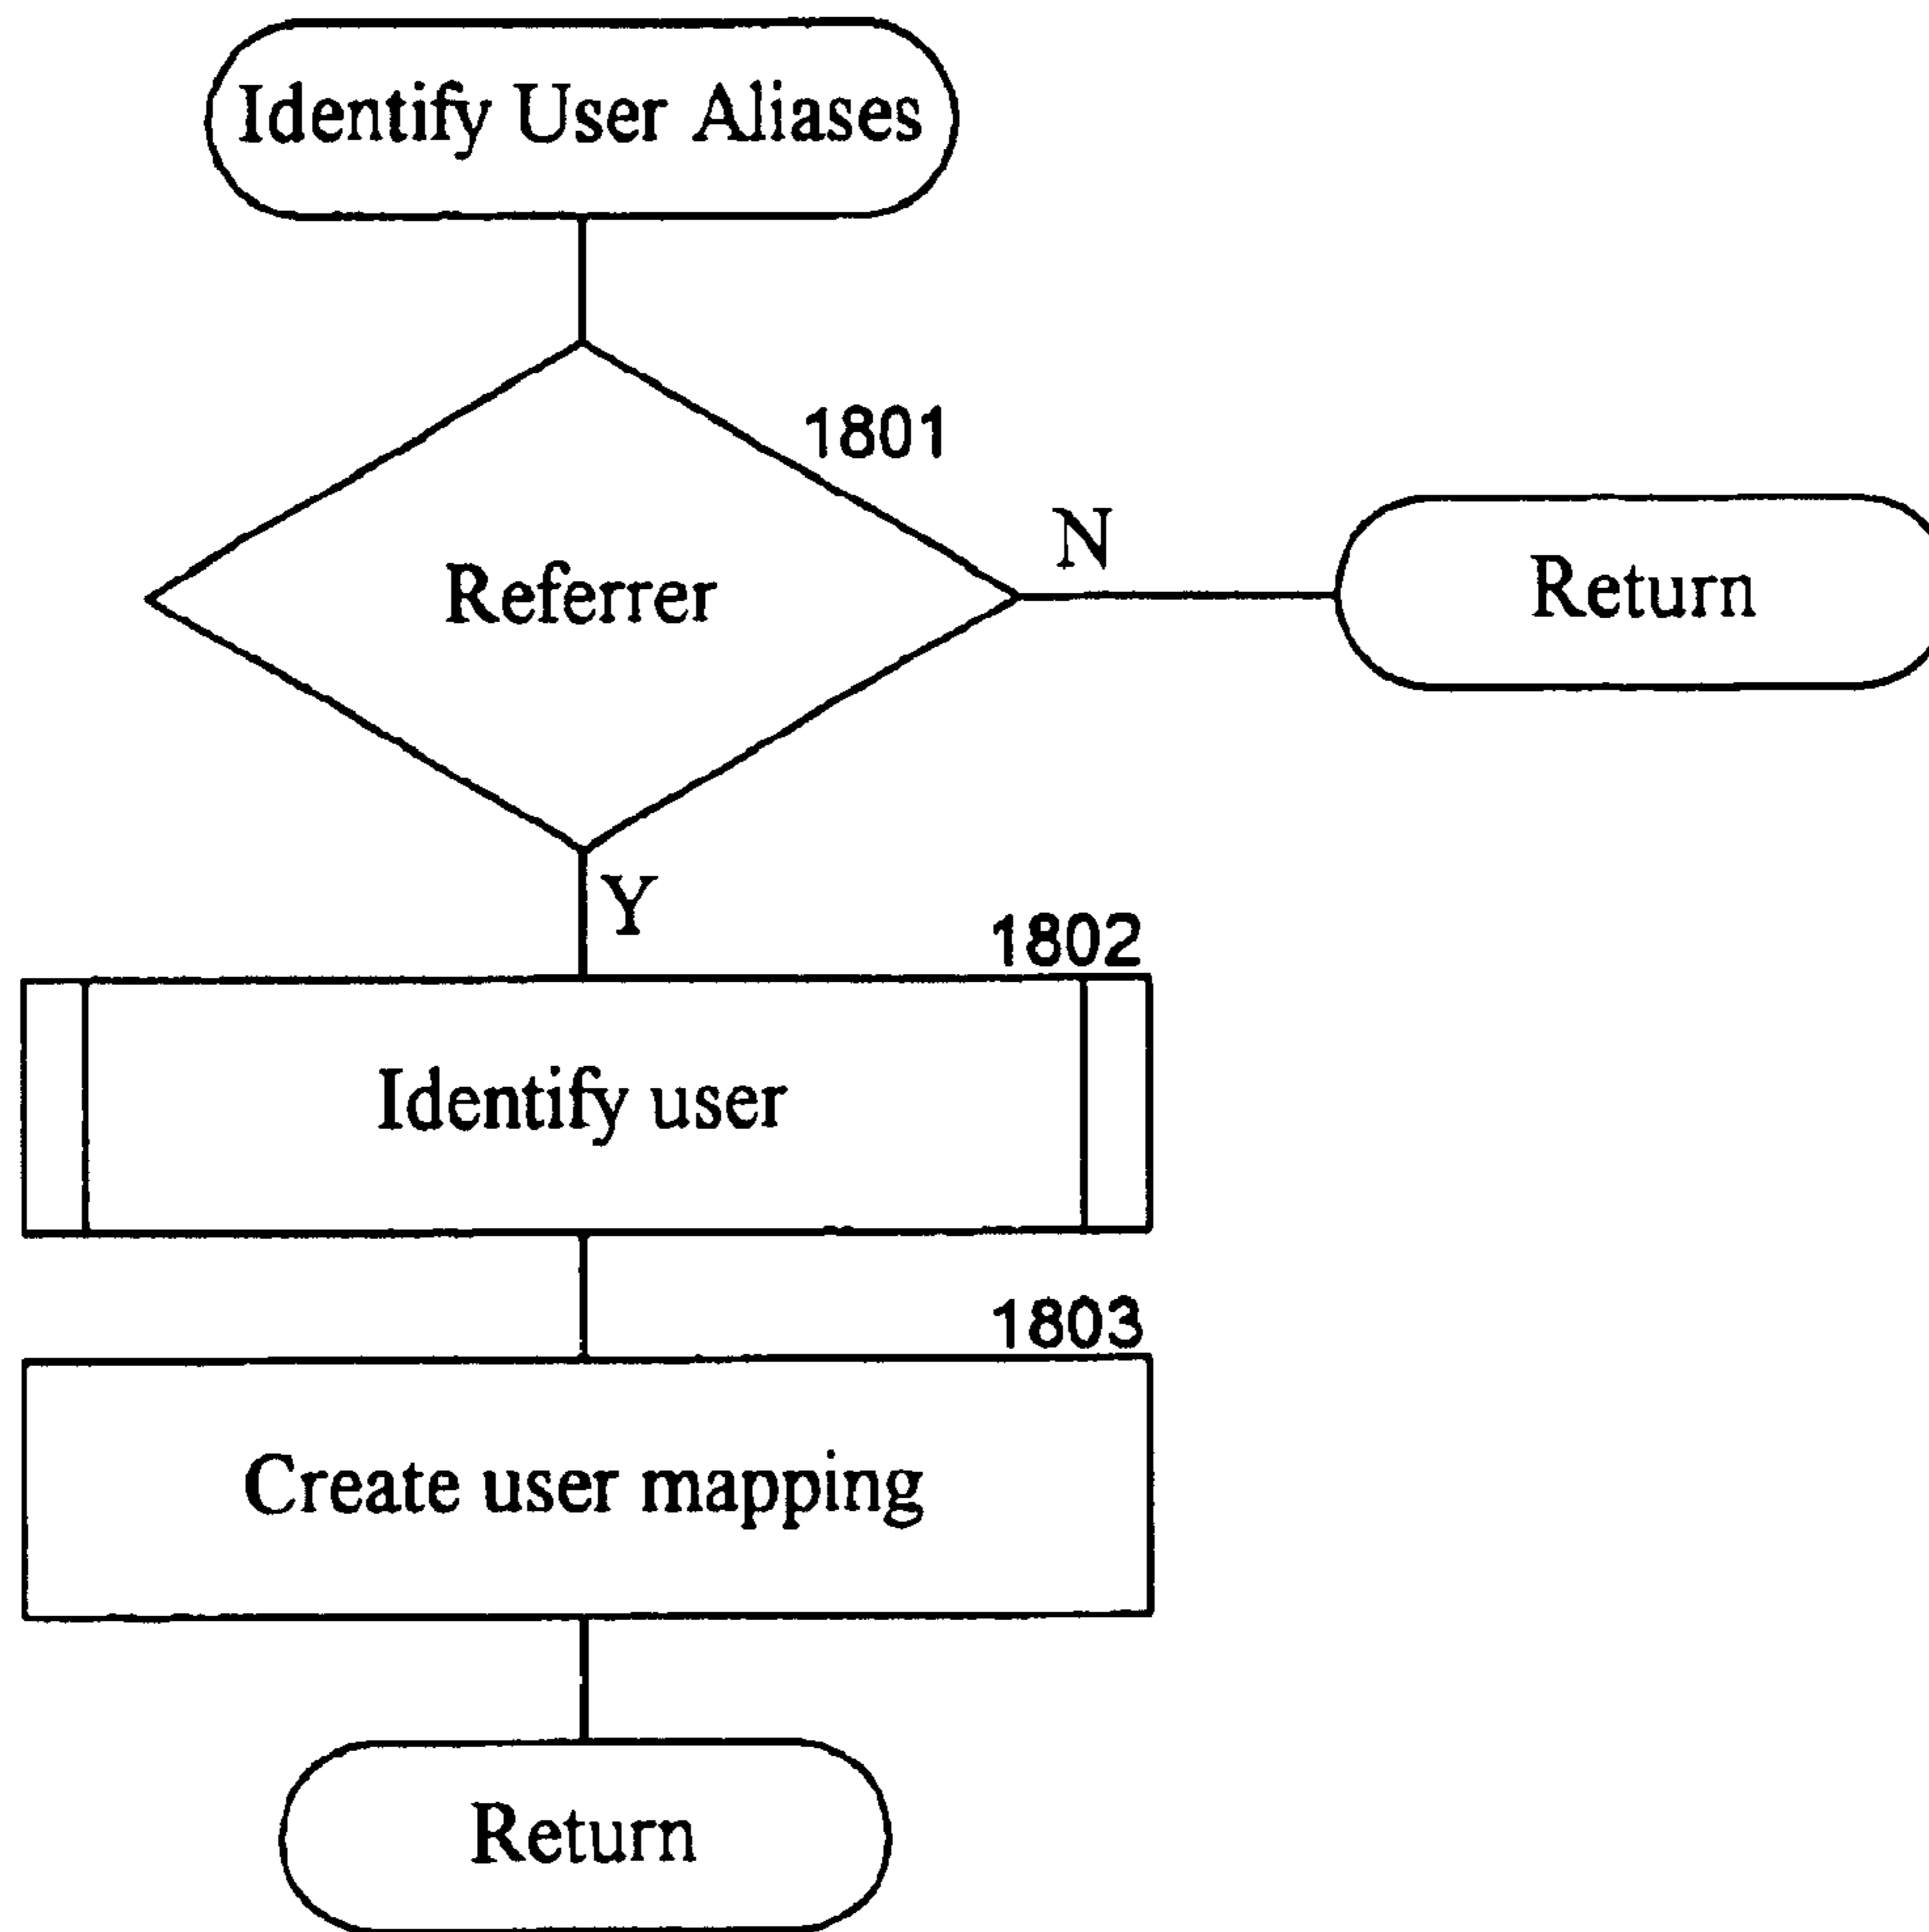 Identify User Aliases
1801
Referrer
N
Return
Y
1802
Identify user
1803
Create user mapping
Return